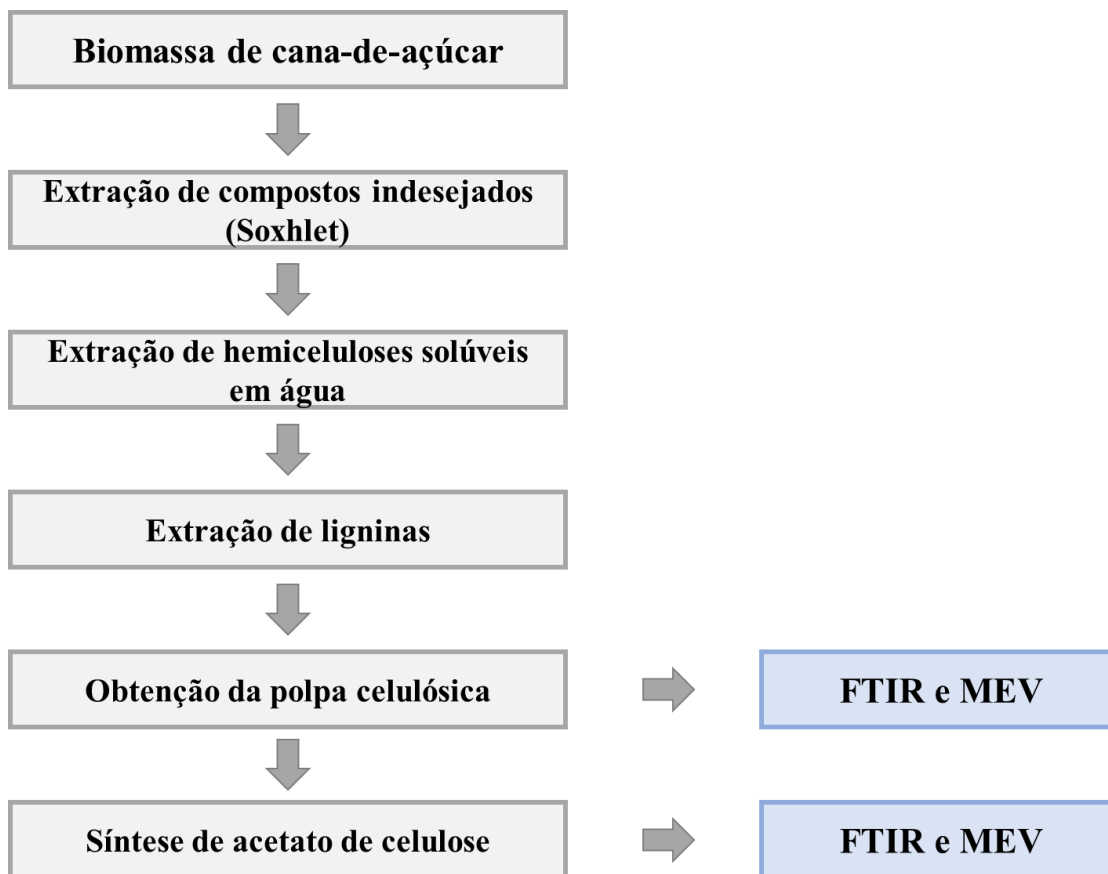 Biomassa de cana-de-açúcar
Extração de compostos indesejados
(Soxhlet)
Extração de hemiceluloses solúveis
em água
Extração de ligninas
Obtenção da polpa celulósica
FTIR e MEV
Síntese de acetato de celulose
FTIR e MEV